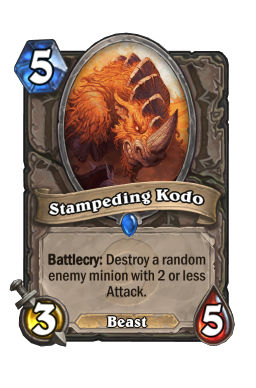 5
Stampeding Kodo
Battlecry: Destroy a random
enemy minion with 2 or less
Attack.
3
Beast
5